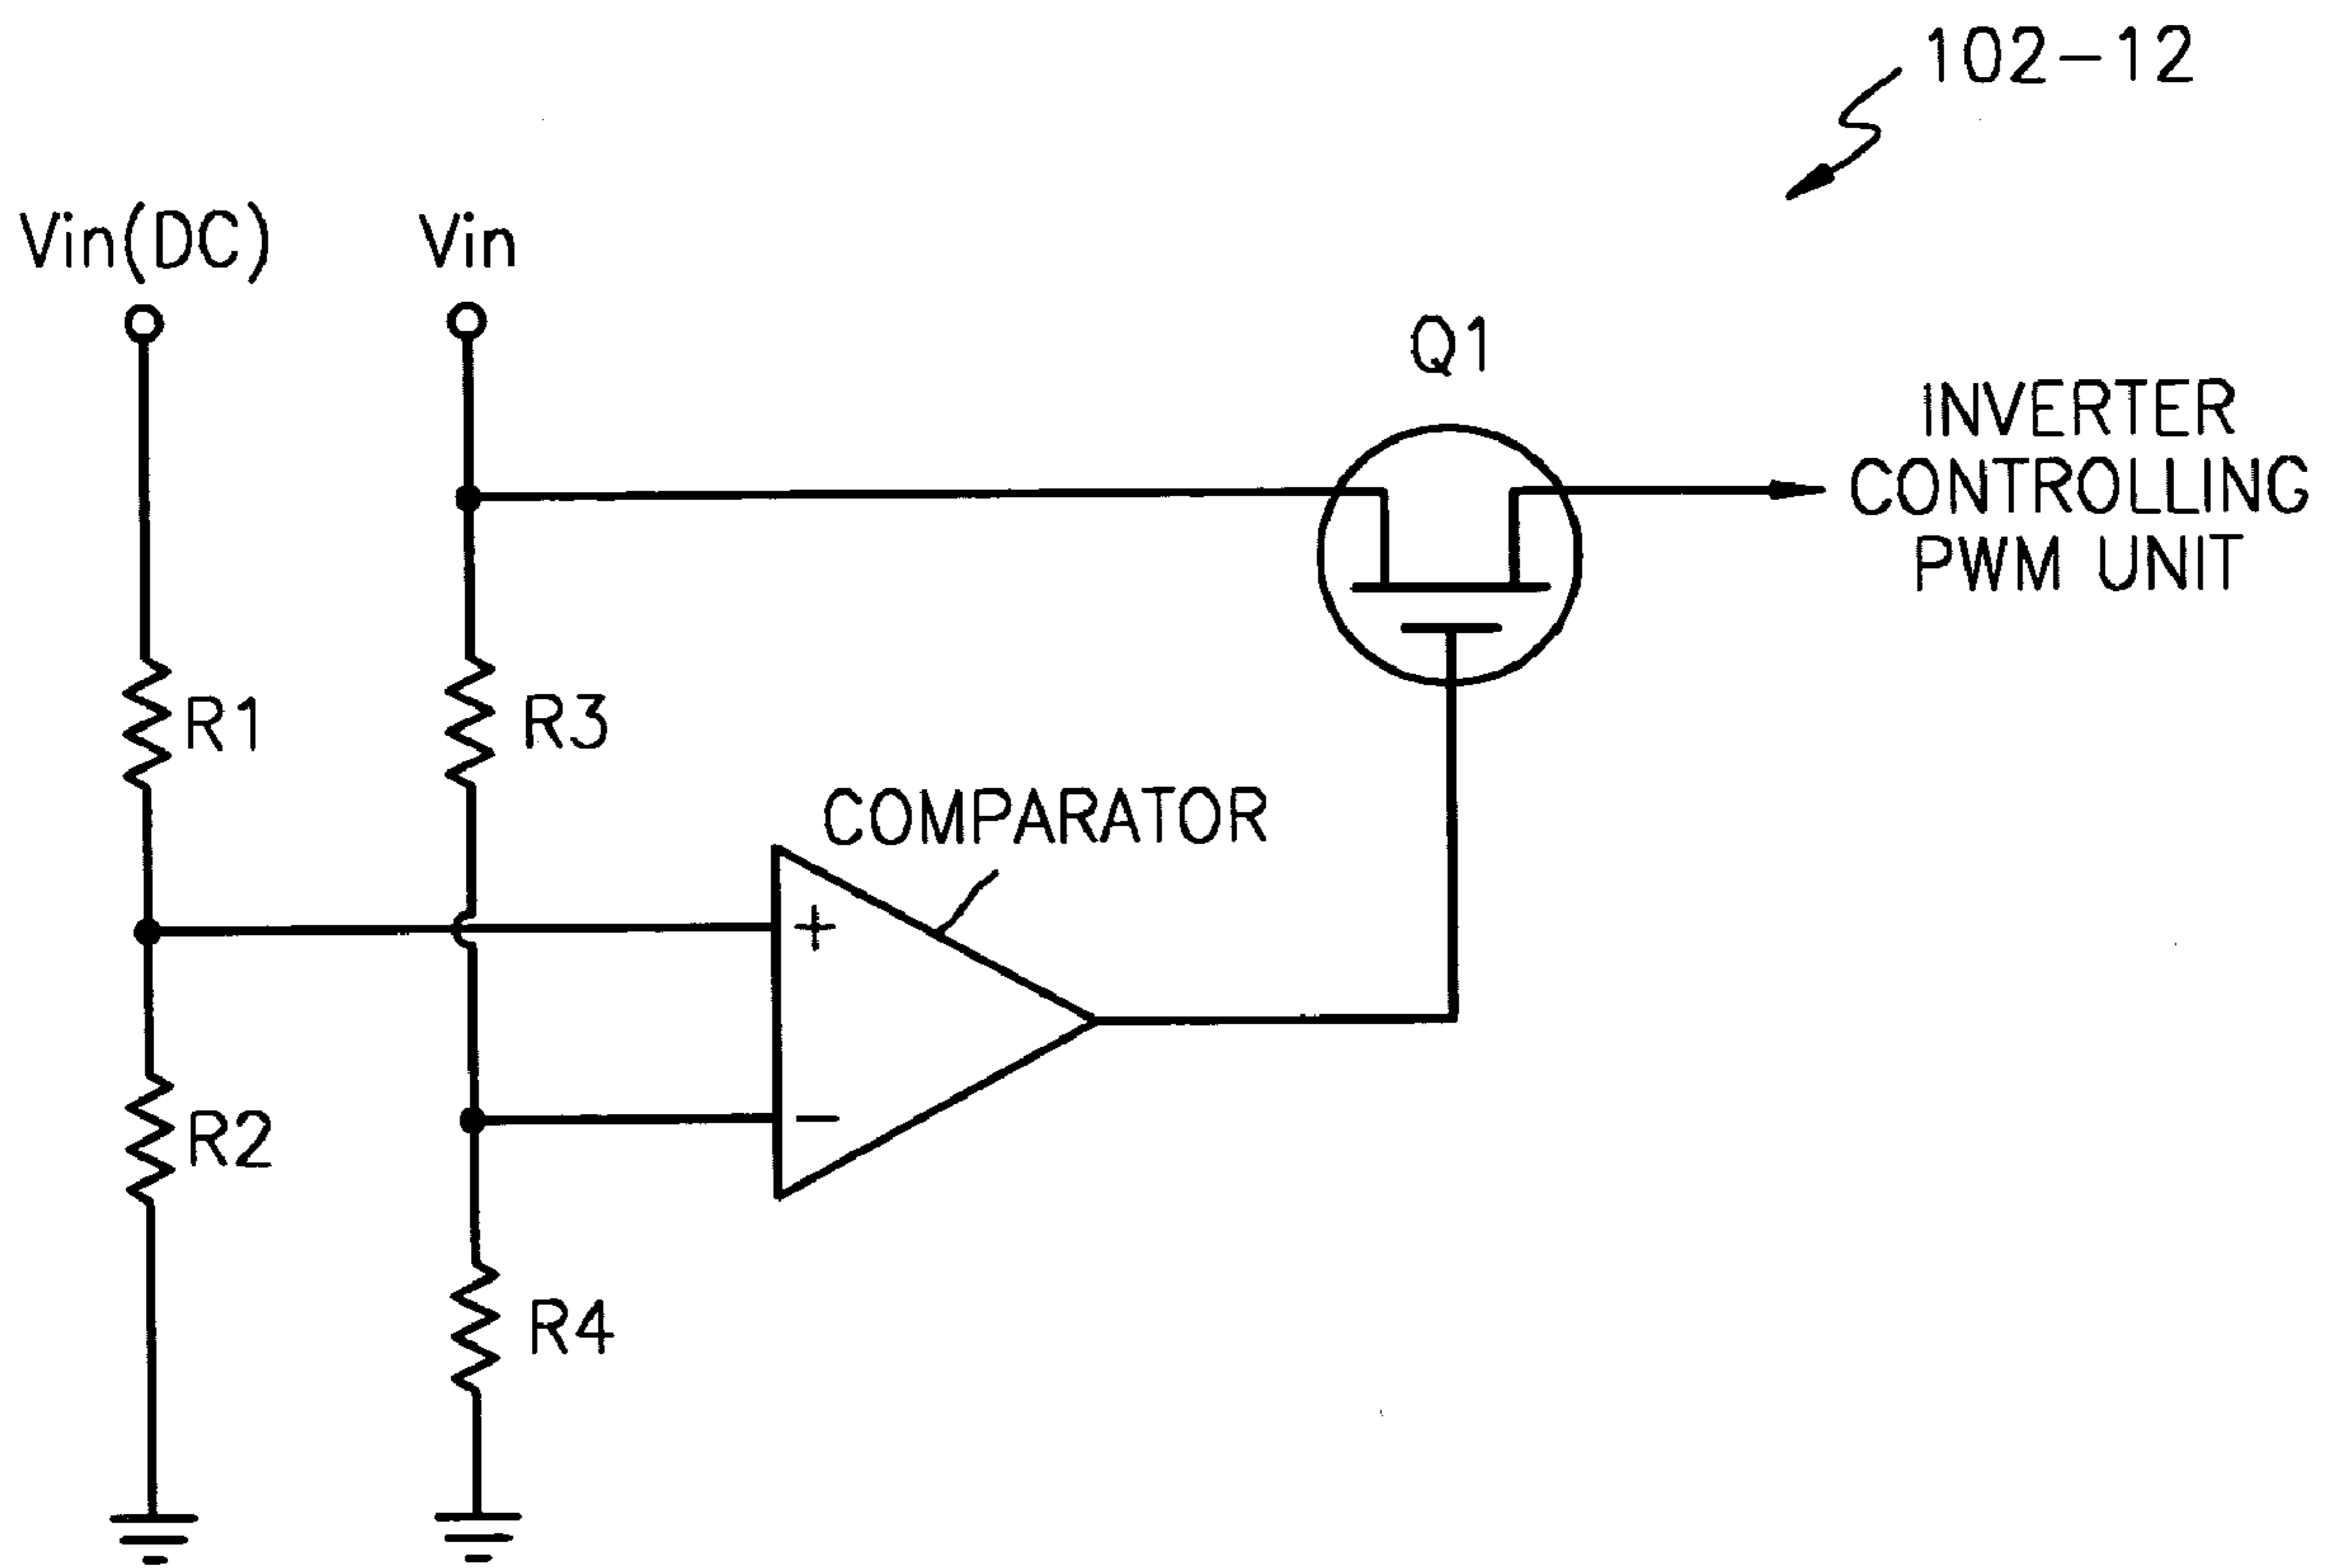 102-12
Vin(DC)
Vin
Q1
INVERTER
CONTROLLING
PWM UNIT
R1
R3
COMPARATOR
+
R2
−
R4